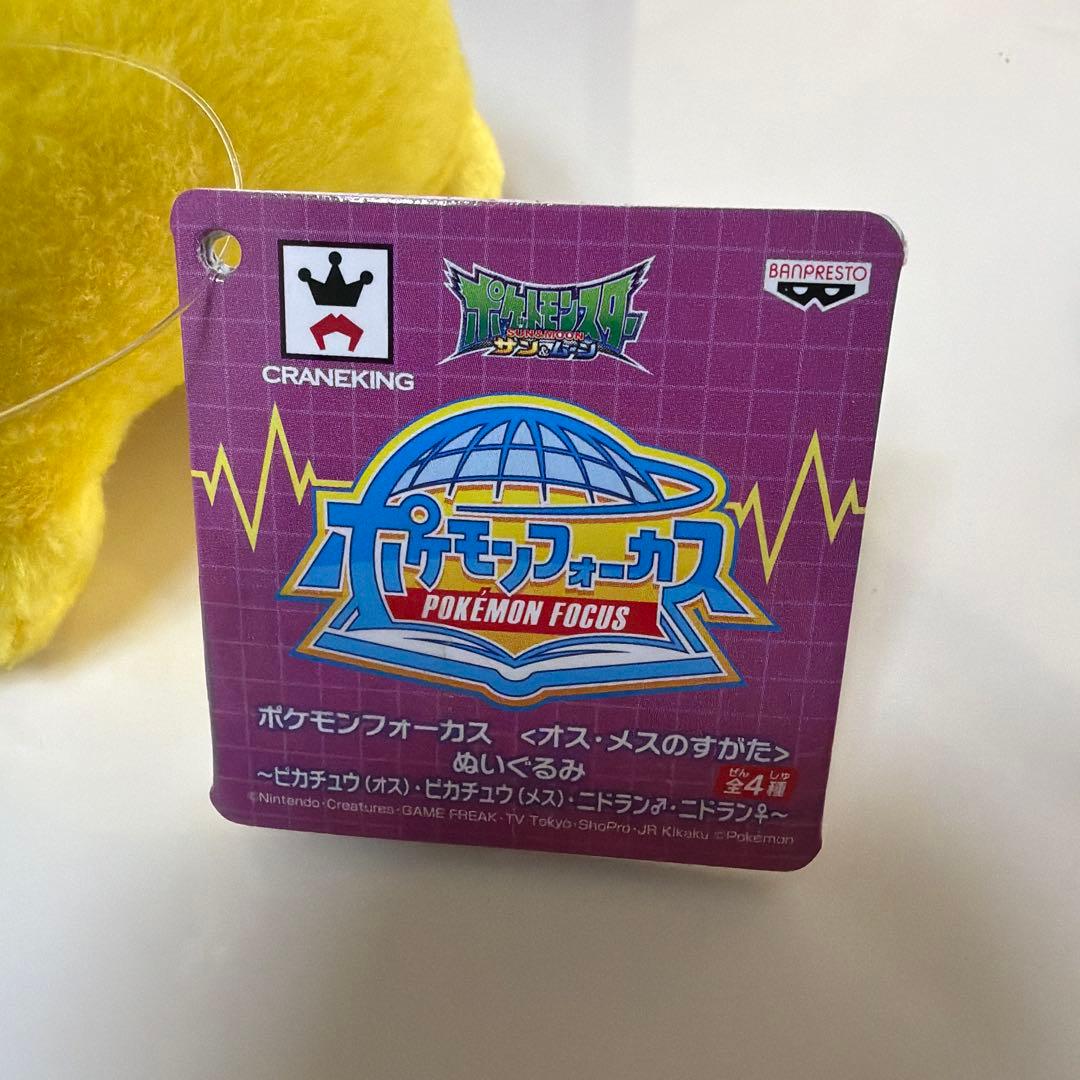 CRANEKING
ポケットモンスター
SUN&MOON
サン&ムーン
BANPRESTO
ポケモンフォーカス
POKÉMON FOCUS
ポケモンフォーカス <オス・メスのすがた>
ぬいぐるみ
ぜん しゅ
全4種
~ピカチュウ(オス)・ピカチュウ(メス)・ニドラン♂・ニドラン♀~
©Nintendo・Creatures・GAME FREAK・TV Tokyo・ShoPro・JR Kikaku ©Pokémon